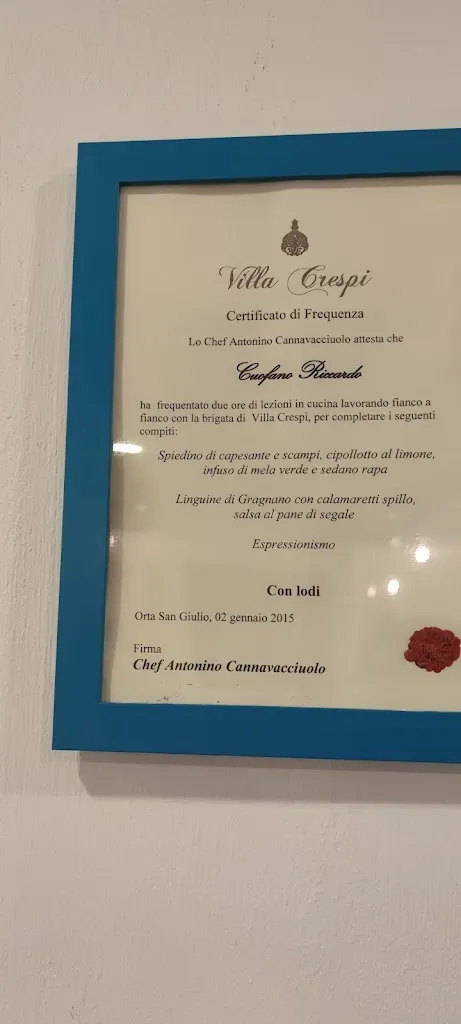 Villa Crespi
Certificato di Frequenza
Lo Chef Antonino Cannavacciuolo attesta che
Cuofano Riccardo
ha frequentato due ore di lezioni in cucina lavorando fianco a
fianco con la brigata di Villa Crespi, per completare i seguenti
compiti:
Spiedino di capesante e scampi, cipollotto al limone,
infuso di mela verde e sedano rapa
Linguine di Gragnano con calamaretti spillo,
salsa al pane di segale
Espressionismo
Con lodi
Orta San Giulio, 02 gennaio 2015
Firma
Chef Antonino Cannavacciuolo